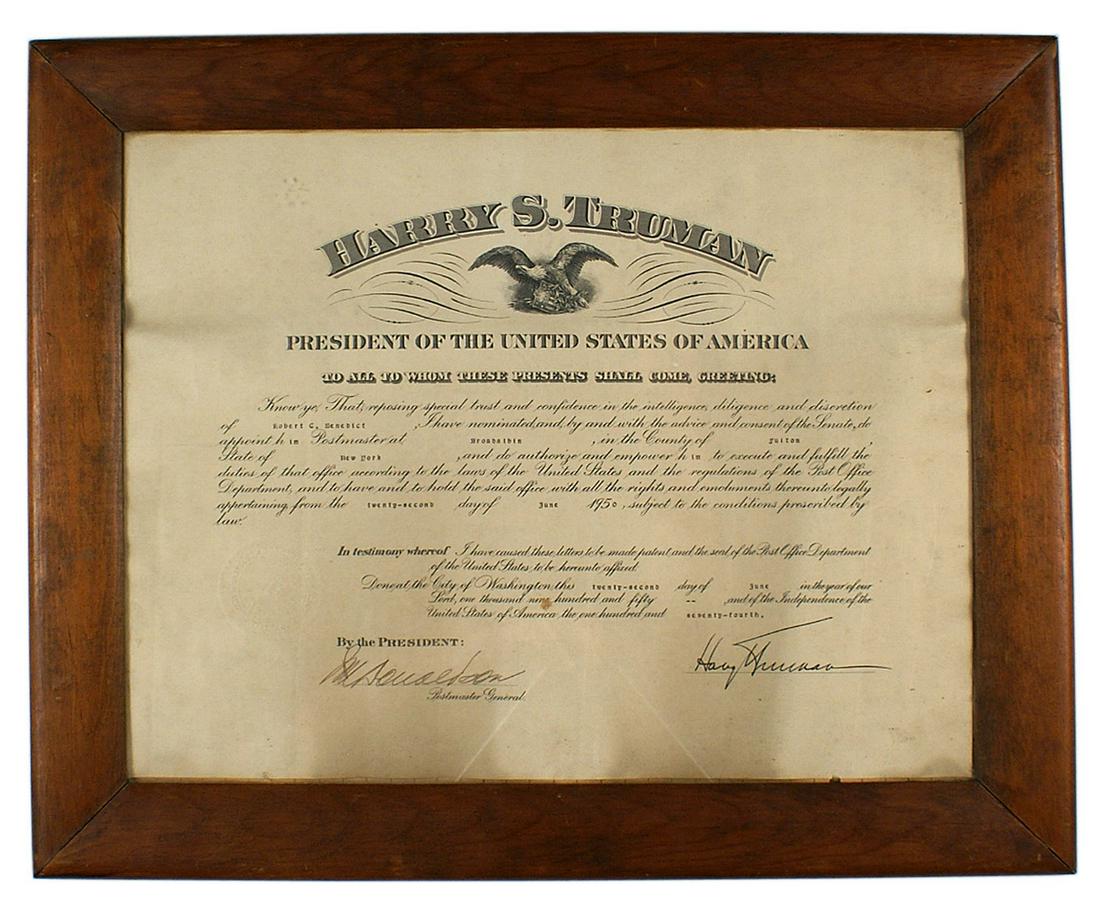 HARRY S. TRUMAN
PRESIDENT OF THE UNITED STATES OF AMERICA
TO ALL TO WHOM THESE PRESENTS SHALL COME, GREETING:
Know ye, That, reposing special trust and confidence in the intelligence, diligence and discretion
of Robert C. Benedict , I have nominated, and, by and with the advice and consent of the Senate, do
appoint h im Postmaster at Broadalbin , in the County of Fulton ,
State of New York , and do authorize and empower h im to execute and fulfill the
duties of that office according to the laws of the United States and the regulations of the Post Office
Department, and to have and to hold the said office with all the rights and emoluments thereunto legally
appertaining, from the twenty-second day of June 1950, subject to the conditions prescribed by
law.
In testimony whereof I have caused these letters to be made patent and the seal of the Post Office Department
of the United States to be hereunto affixed.
Done at the City of Washington this twenty-second day of June in the year of our
Lord, one thousand nine hundred and fifty -- , and of the Independence of the
United States of America the one hundred and seventy-fourth.
By the PRESIDENT:
JM Donaldson
Harry Truman
Postmaster General.